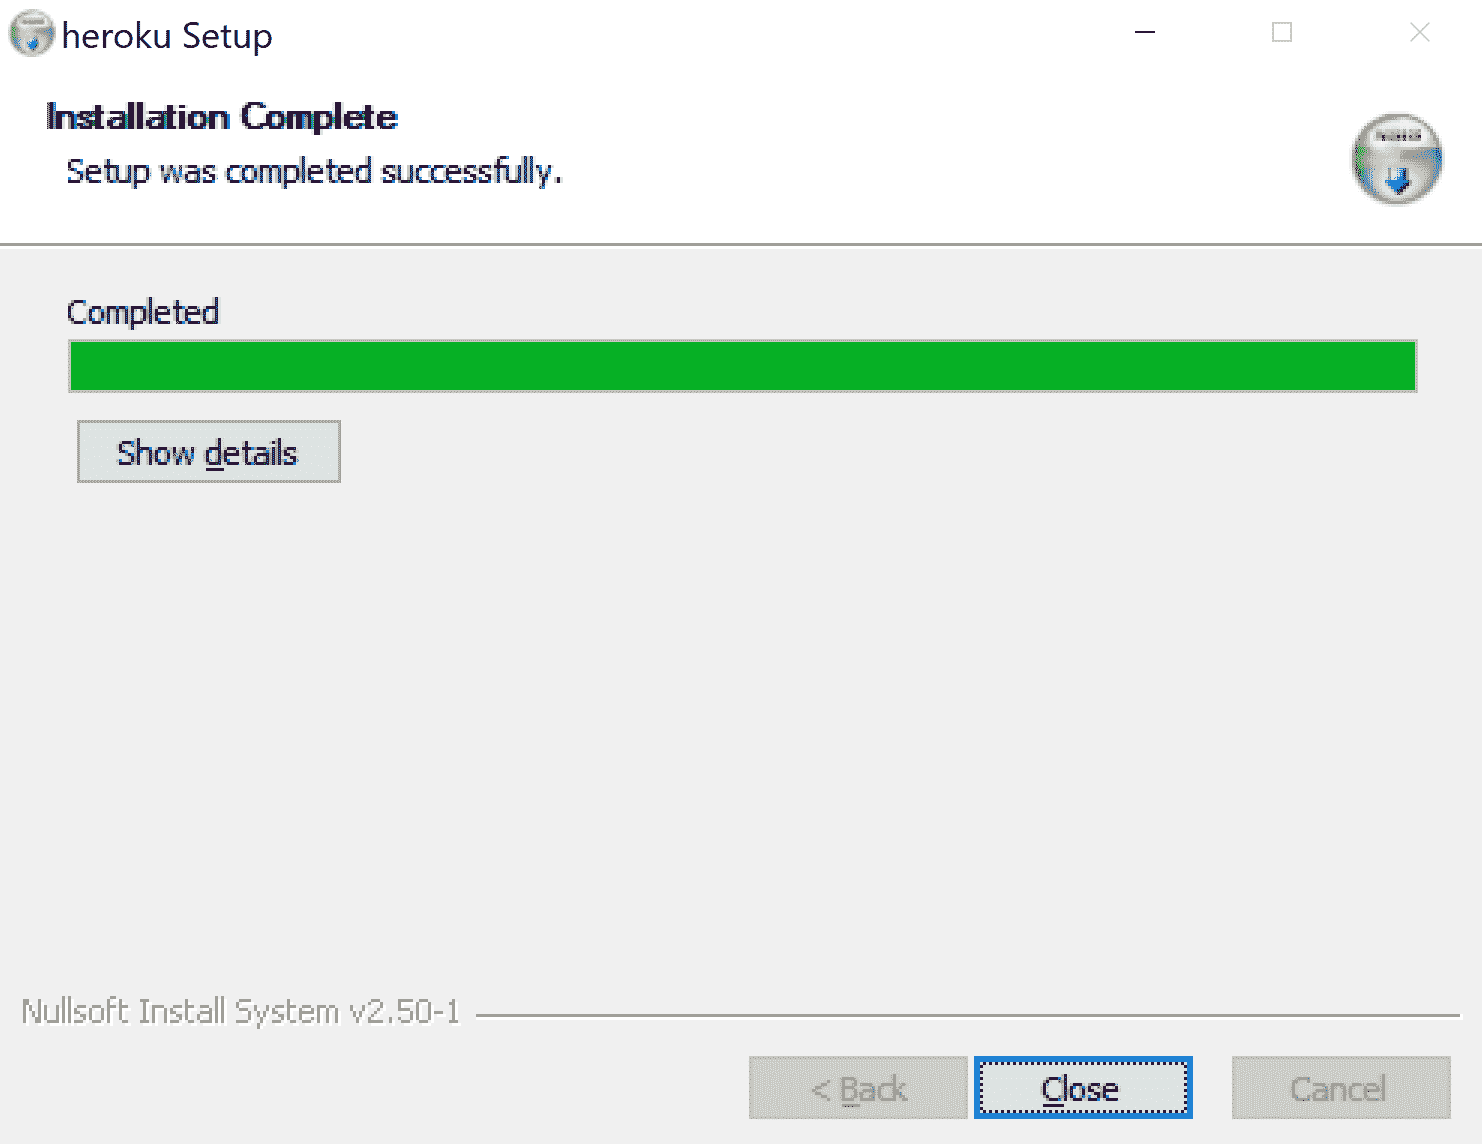 heroku Setup
Installation Complete
Setup was completed successfully.
Completed
Show details
Nullsoft Install System v2.50-1
< Back
Close
Cancel